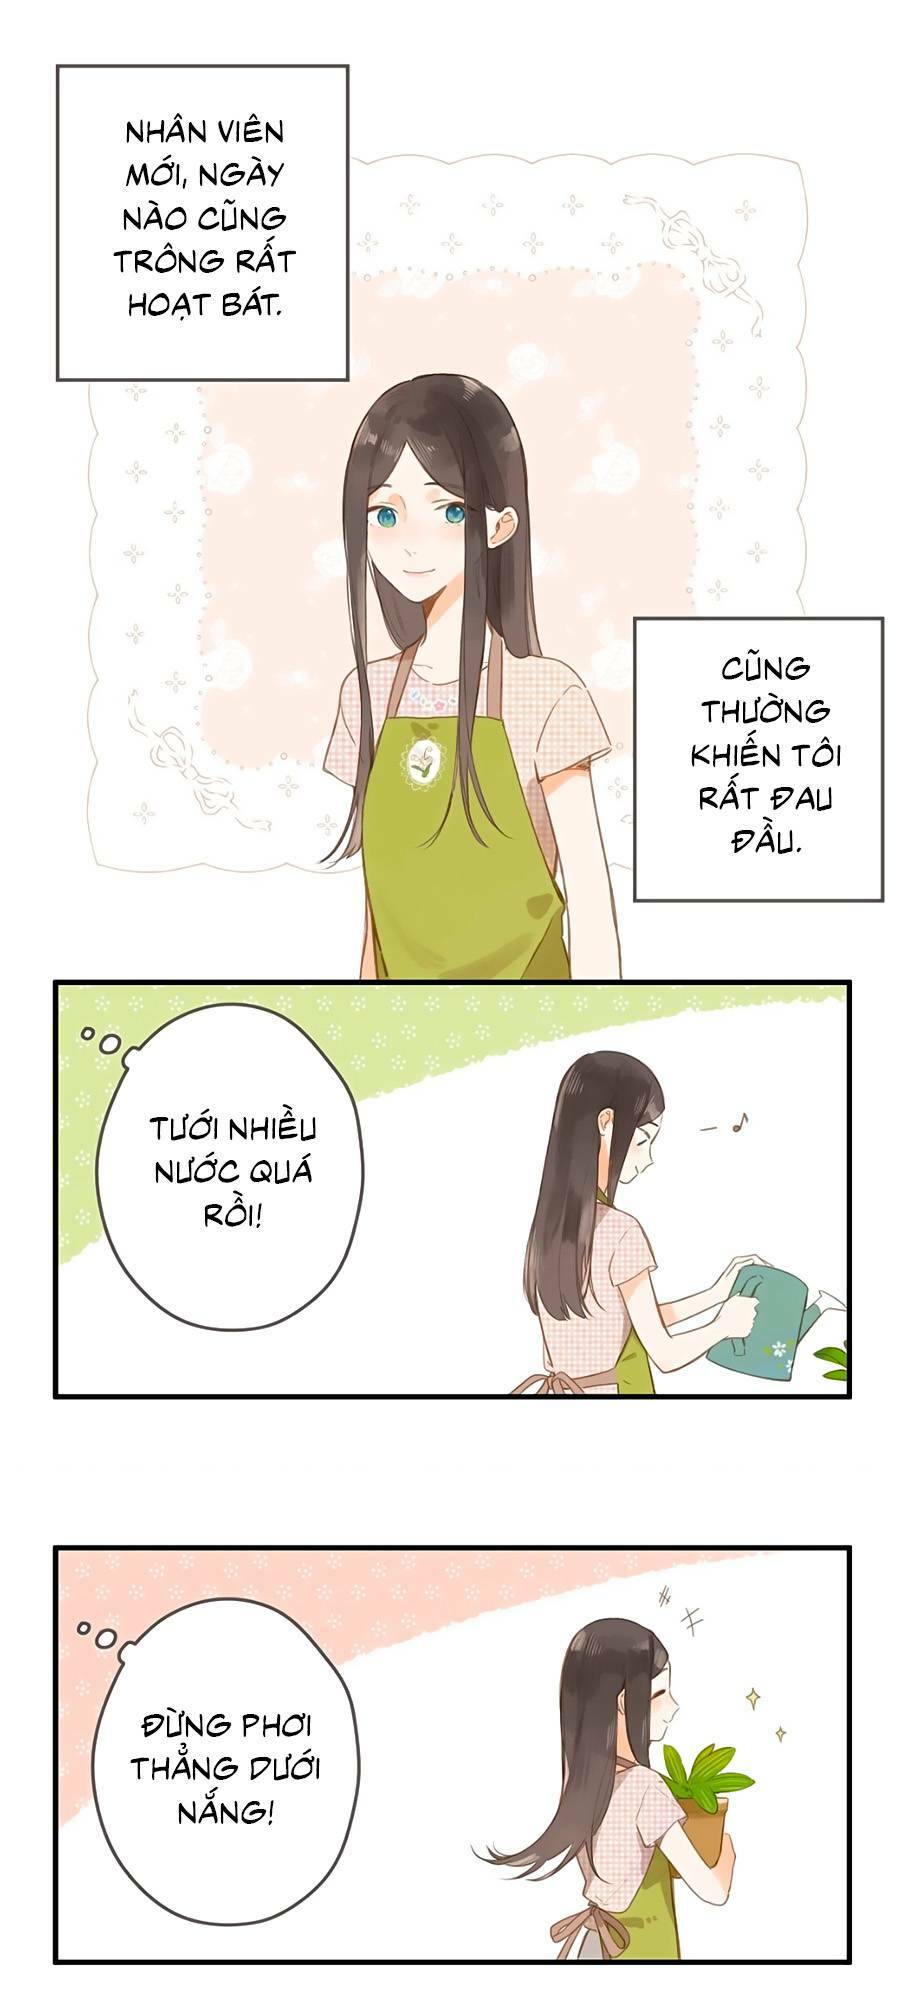 NHÂN VIÊN
MỚI, NGÀY
NÀO CŨNG
TRÔNG RẤT
HOẠT BÁT.
CŨNG
THƯỜNG
KHIẾN TÔI
RẤT ĐAU
ĐẦU.
TƯỚI NHIỀU
NƯỚC QUÁ
RỒI!
ĐỪNG PHƠI
THẲNG DƯỚI
NẮNG!